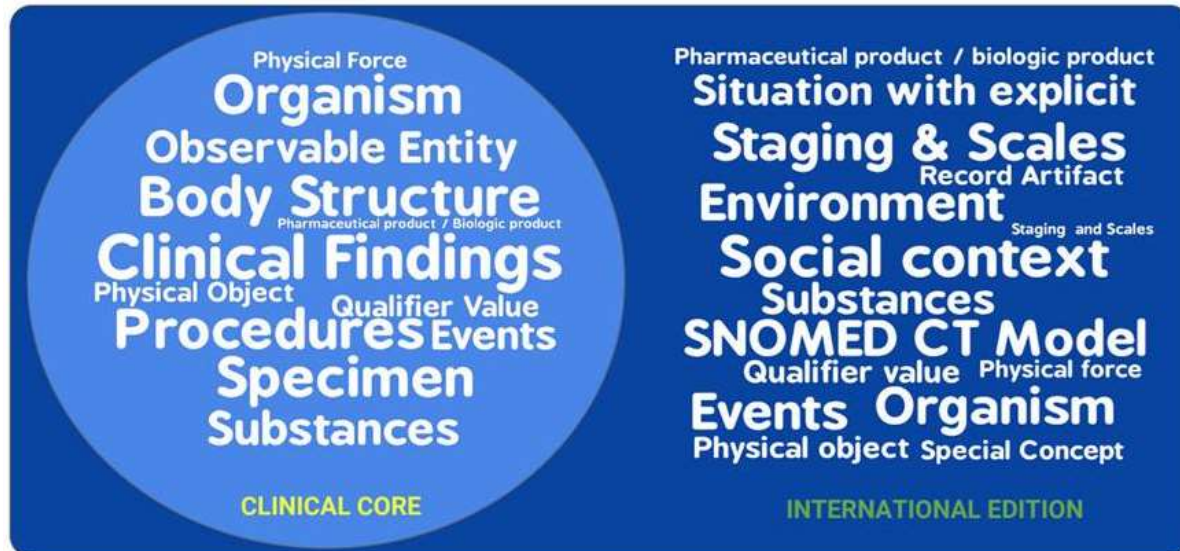 Physical Force
Organism
Observable Entity
Body Structure
Pharmaceutical product / Biologic product
Clinical Findings
Physical Object
Qualifier Value
Procedures Events
Specimen
Substances
CLINICAL CORE
Pharmaceutical product / biologic product
Situation with explicit
Staging & Scales
Record Artifact
Environment
Staging and Scales
Social context
Substances
SNOMED CT Model
Qualifier value Physical force
Events Organism
Physical object Special Concept
INTERNATIONAL EDITION